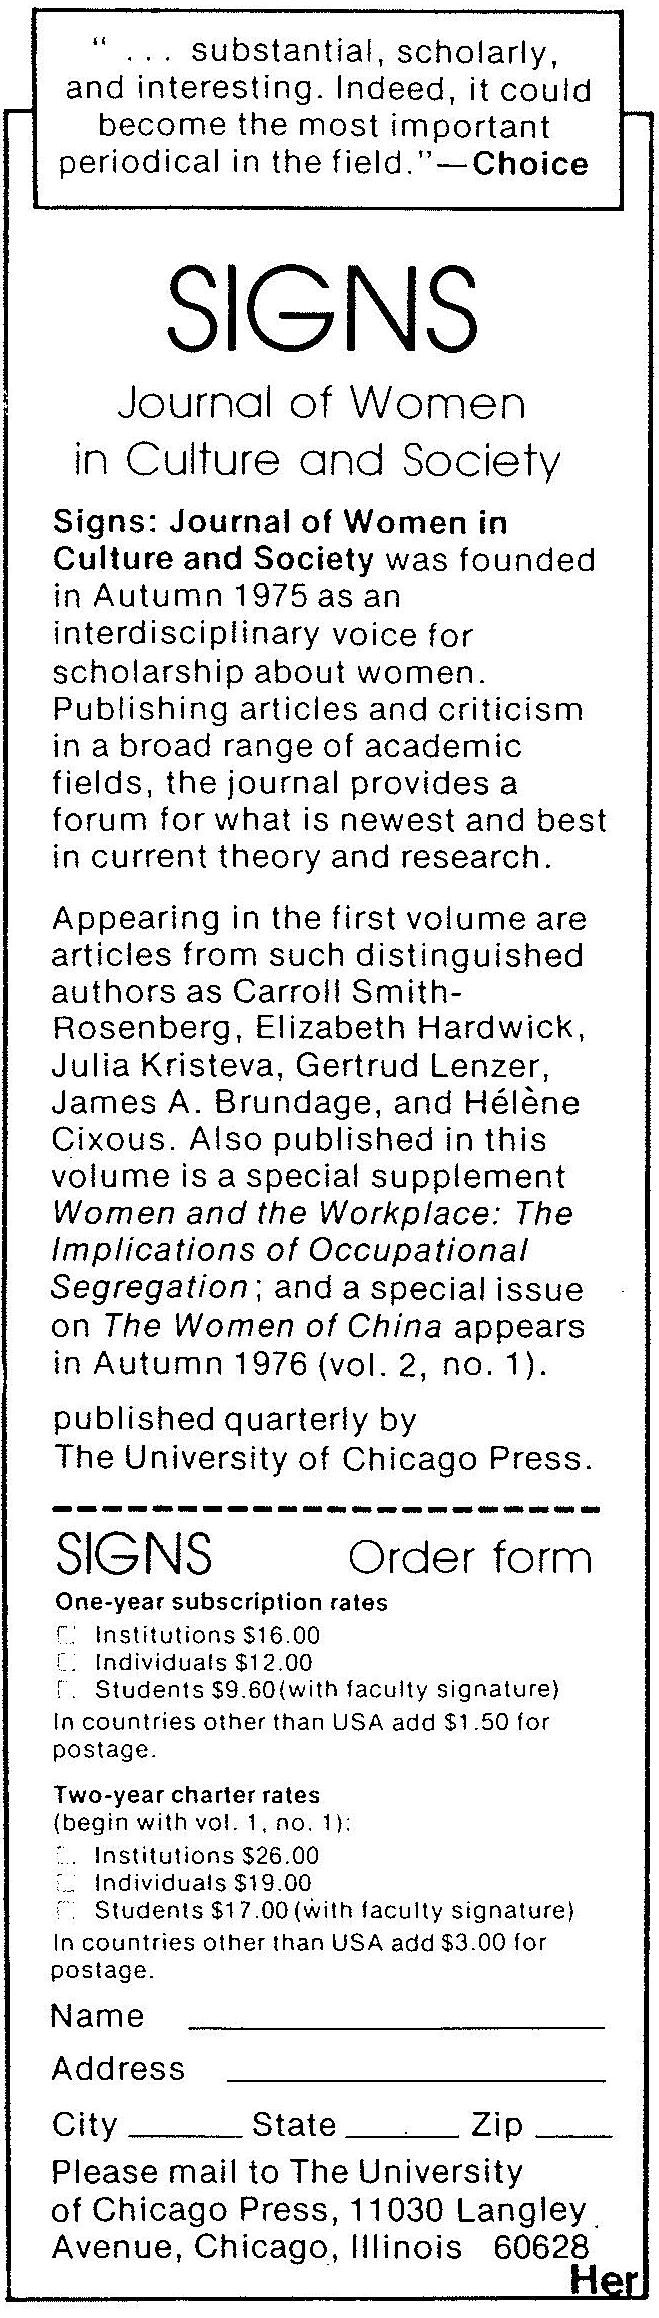 “ ... substantial, scholarly,
and interesting. Indeed, it could
become the most important
periodical in the field.”—Choice
SIGNS
Journal of Women
in Culture and Society
Signs: Journal of Women in
Culture and Society was founded
in Autumn 1975 as an
interdisciplinary voice for
scholarship about women.
Publishing articles and criticism
in a broad range of academic
fields, the journal provides a
forum for what is newest and best
in current theory and research.
Appearing in the first volume are
articles from such distinguished
authors as Carroll Smith-
Rosenberg, Elizabeth Hardwick,
Julia Kristeva, Gertrud Lenzer,
James A. Brundage, and Hélène
Cixous. Also published in this
volume is a special supplement
Women and the Workplace: The
Implications of Occupational
Segregation; and a special issue
on The Women of China appears
in Autumn 1976 (vol. 2, no. 1).
published quarterly by
The University of Chicago Press.
SIGNS Order form
One-year subscription rates
Institutions $16.00
Individuals $12.00
Students $9.60(with faculty signature)
In countries other than USA add $1.50 for
postage.
Two-year charter rates
(begin with vol. 1, no. 1):
Institutions $26.00
Individuals $19.00
Students $17.00(with faculty signature)
In countries other than USA add $3.00 for
postage.
Name
Address
City State Zip
Please mail to The University
of Chicago Press, 11030 Langley
Avenue, Chicago, Illinois 60628
Her